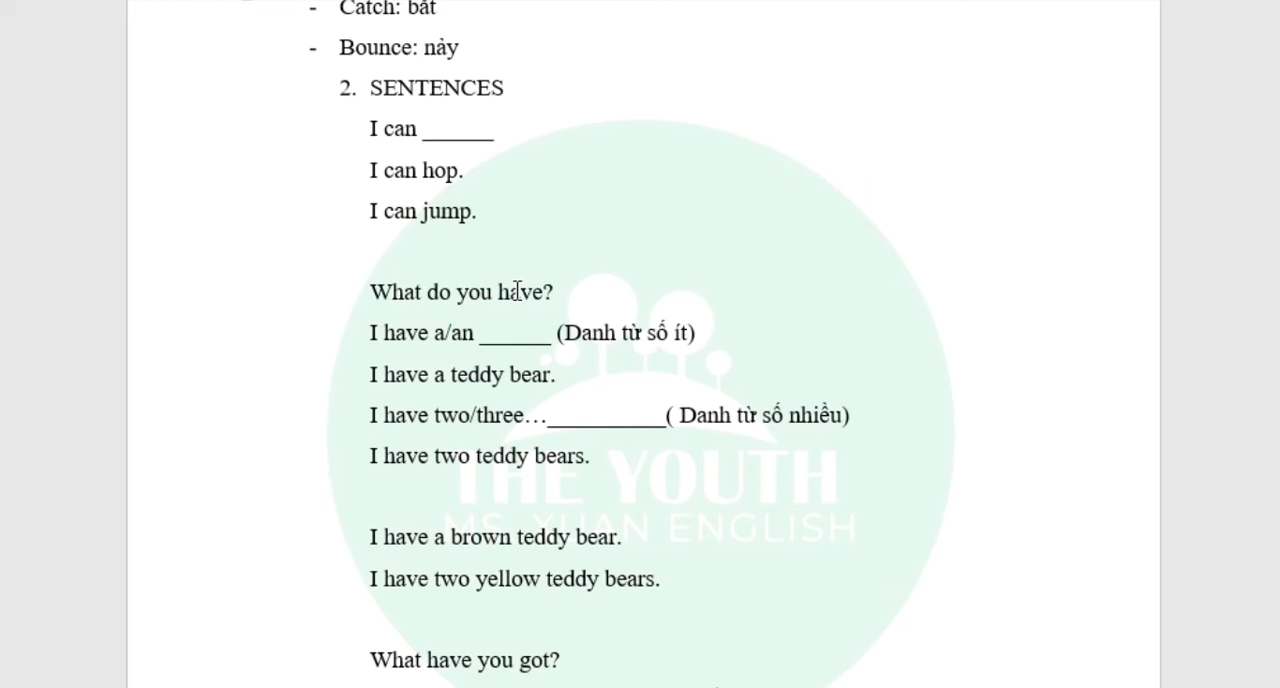 - Catch: bắt
- Bounce: nảy
2. SENTENCES
I can ______
I can hop.
I can jump.
What do you have?
I have a/an ______ (Danh từ số ít)
I have a teddy bear.
I have two/three…__________( Danh từ số nhiều)
I have two teddy bears.
THE YOUTH
MS. XUAN ENGLISH
I have a brown teddy bear.
I have two yellow teddy bears.
What have you got?